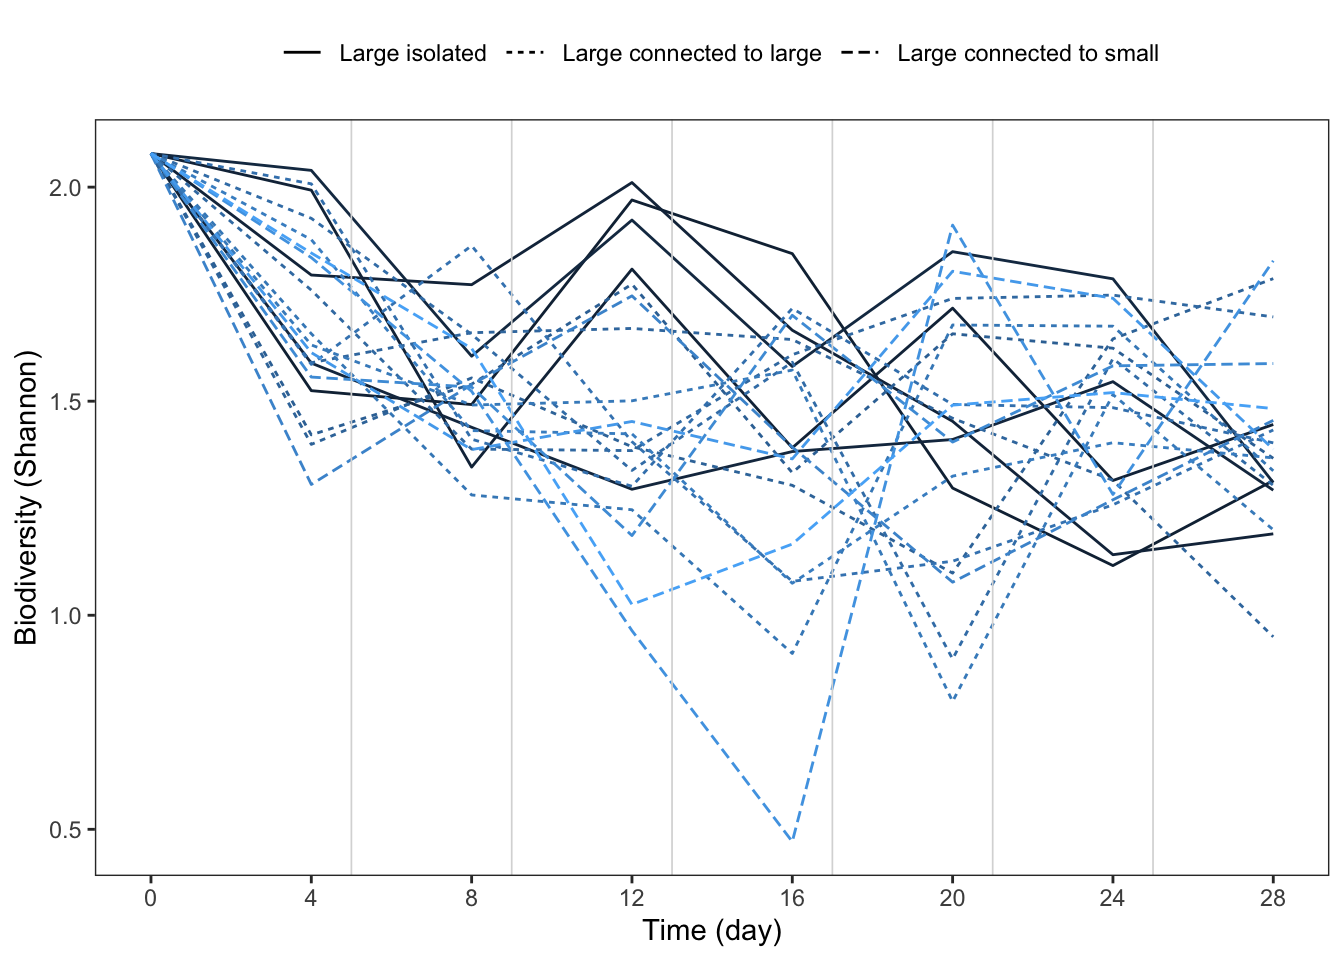 Large isolated Large connected to large Large connected to small
Biodiversity (Shannon)
2.0
1.5
1.0
0.5
0 4 8 12 16 20 24 28
Time (day)